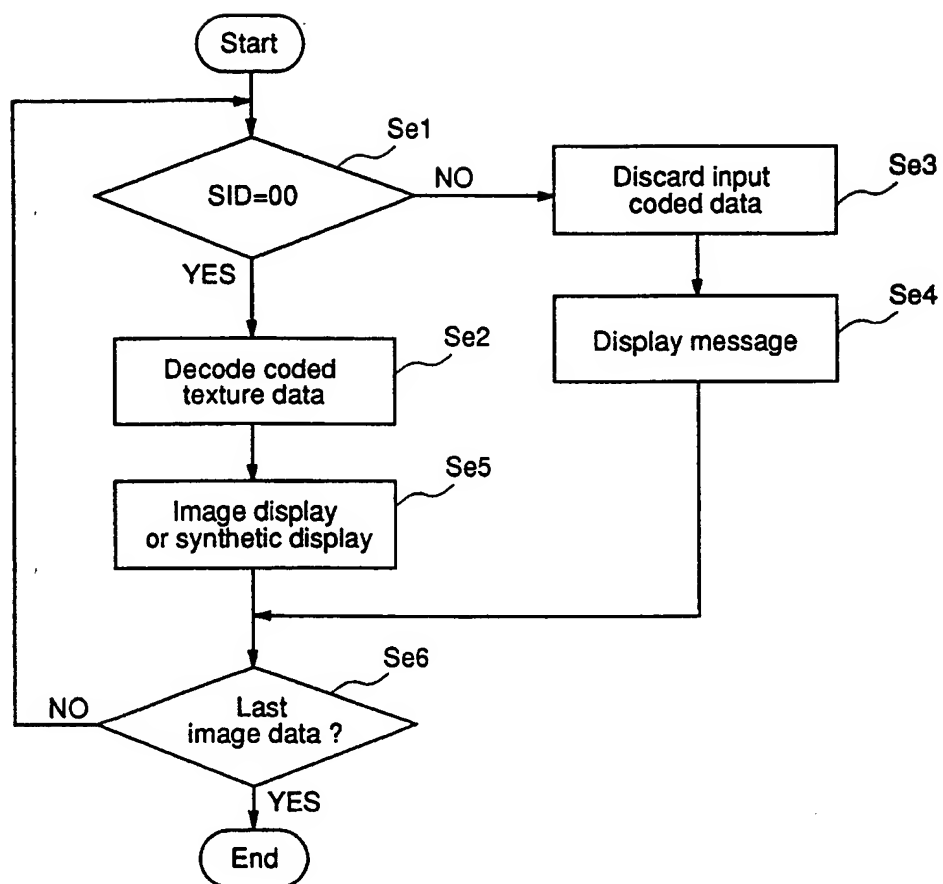 Start
Se1
SID=00
NO
YES
Se3
Discard input
coded data
Se4
Display message
Se2
Decode coded
texture data
Se5
Image display
or synthetic display
Se6
Last
image data ?
NO
YES
End